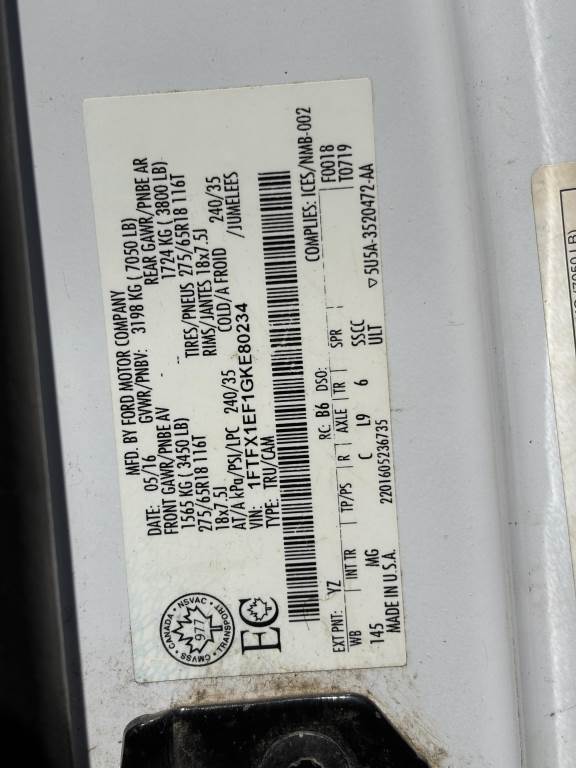 MFD. BY FORD MOTOR COMPANY
DATE: 05/16 GVWR/PNBV: 3198 KG ( 7050 LB)
FRONT GAWR/PNBE AV REAR GAWR/PNBE AR
1565 KG ( 3450 LB) 1724 KG ( 3800 LB)
275/65R18 116T TIRES/PNEUS 275/65R18 116T
18x7.5J RIMS/JANTES 18x7.5J
AT/A kPa/PSI/LPC 240/35 COLD/A FROID 240/35
VIN: 1FTFX1EF1GKE80234 /JUMELEES
TYPE: TRU/CAM
CANADA • NSVAC • TRANSPORT • CMVSS •
977
EC
COMPLIES: ICES/NMB-002
EXT PNT: YZ RC: B6 DSO: F0018
WB INT TR TP/PS R AXLE TR SPR T0719
145 MG C L9 6 SSCC
ULT
MADE IN U.S.A. 2201605236735 ▽5U5A-3520472-AA
(7050 LB)